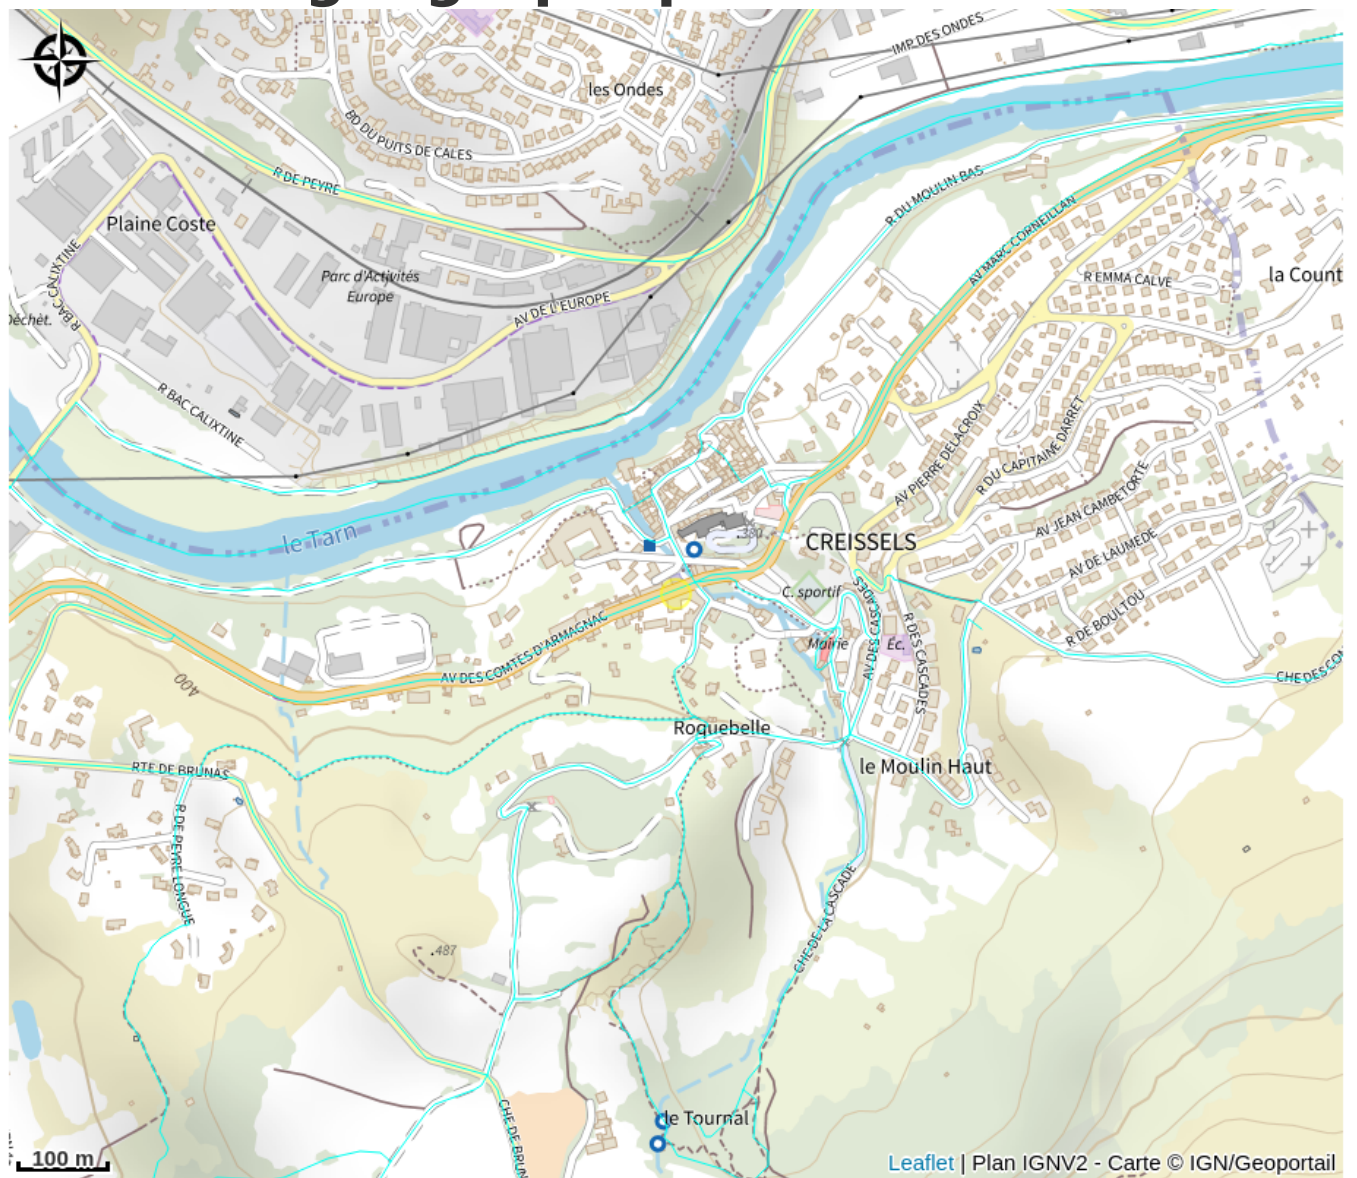 IMP DES ONDES
les Ondes
BD DU PUITS DE CALES
R DE PEYRE
R DU MOULIN BAS
AV MARC CORNEILLAN
Plaine Coste
R BAC CALIXTINE
Parc d'Activités
Europe
AV DE L'EUROPE
R EMMA CALVE
la Count
Déchèt.
R BAC CALIXTINE
AV PIERRE DELACROIX
R DU CAPITAINE DARRET
AV JEAN CAMBETORTE
AV DE LAUMEDE
le Tarn
.381
CREISSELS
C. sportif
AV DES CASCADES
R DES CASCADES
R DE BOULTOU
Mairie
Éc.
AV DES COMTES D'ARMAGNAC
CHE DES CON
400
Roquebelle
le Moulin Haut
RTE DE BRUNAS
R DE PEYRE LONGUE
CHE DE LA CASCADE
.487
le Tournal
CHE DE BRUN
100 m
Leaflet | Plan IGNV2 - Carte © IGN/Geoportail